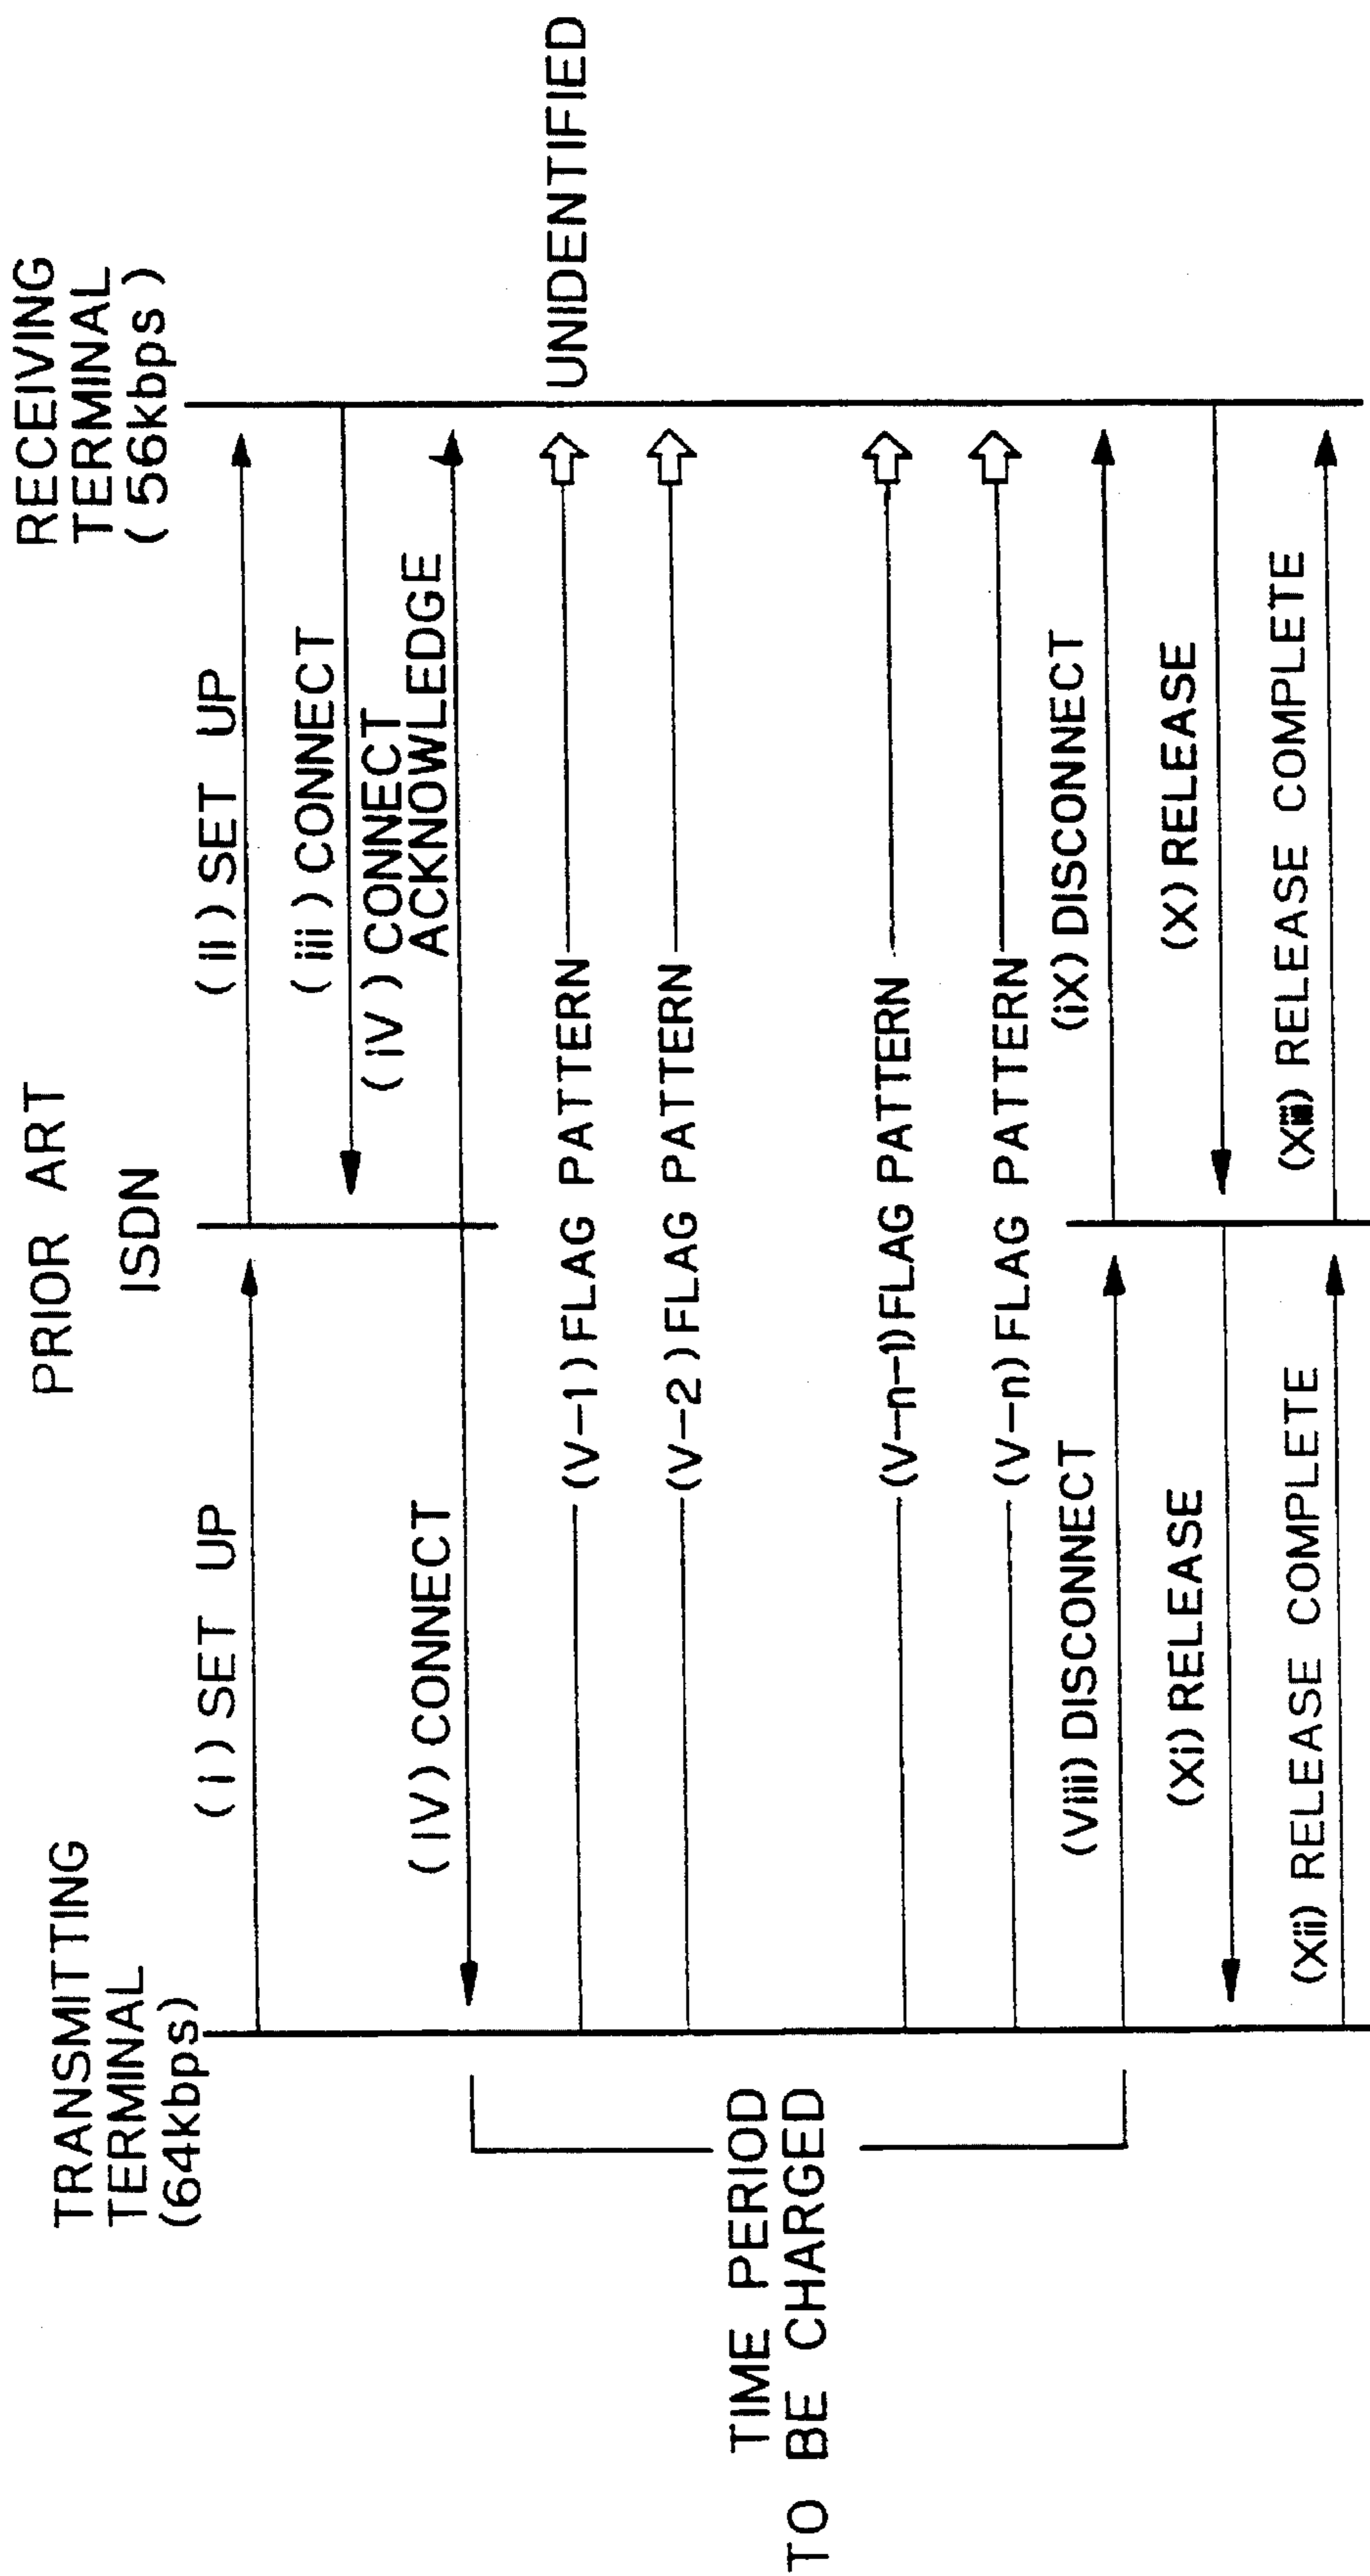 PRIOR ART
TRANSMITTING
TERMINAL
(64kbps)
ISDN
RECEIVING
TERMINAL
(56kbps)
(i) SET UP
(ii) SET UP
(iii) CONNECT
(iV) CONNECT
(iV) CONNECT
ACKNOWLEDGE
(V-1) FLAG PATTERN
UNIDENTIFIED
(V-2) FLAG PATTERN
TIME PERIOD
TO BE CHARGED
(V-n-1) FLAG PATTERN
(V-n) FLAG PATTERN
(Viii) DISCONNECT
(iX) DISCONNECT
(Xi) RELEASE
(X) RELEASE
(Xii) RELEASE COMPLETE
(Xiii) RELEASE COMPLETE